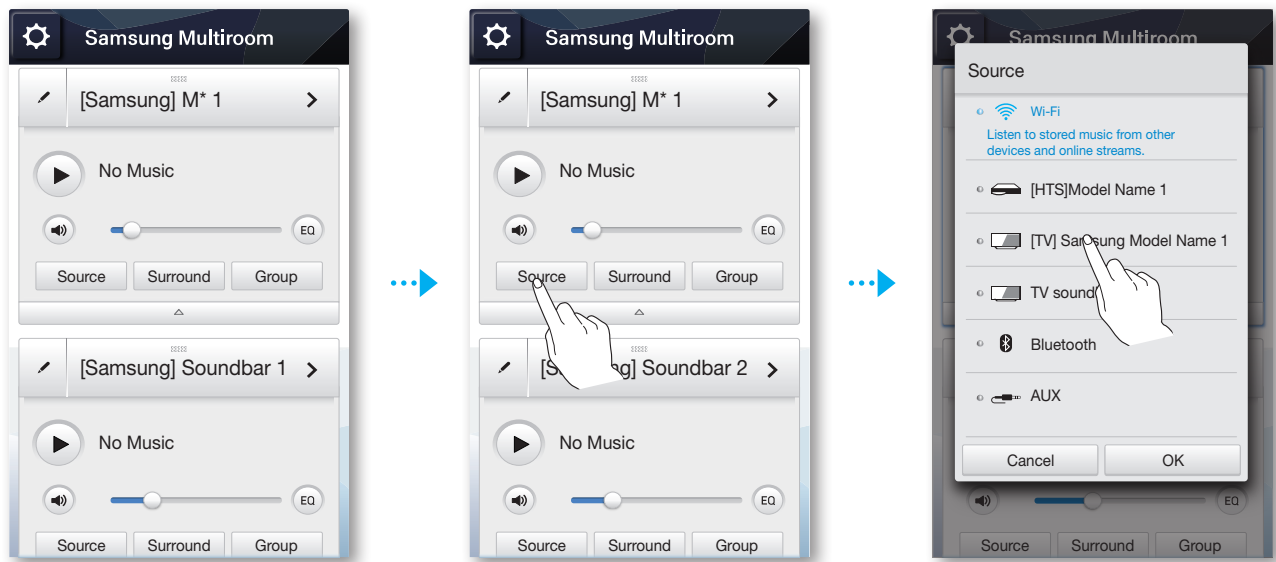 Samsung Multiroom
[Samsung] M* 1
No Music
EQ
Source Surround Group
[Samsung] Soundbar 1
No Music
EQ
Source Surround Group
Samsung Multiroom
[Samsung] M* 1
No Music
EQ
Source Surround Group
Soundbar 2
No Music
EQ
Source Surround Group
Samsung Multiroom
Source
Wi-Fi
Listen to stored music from other
devices and online streams.
[HTS]Model Name 1
[TV] Samsung Model Name 1
TV sound
Bluetooth
AUX
Cancel OK
EQ
Source Surround Group